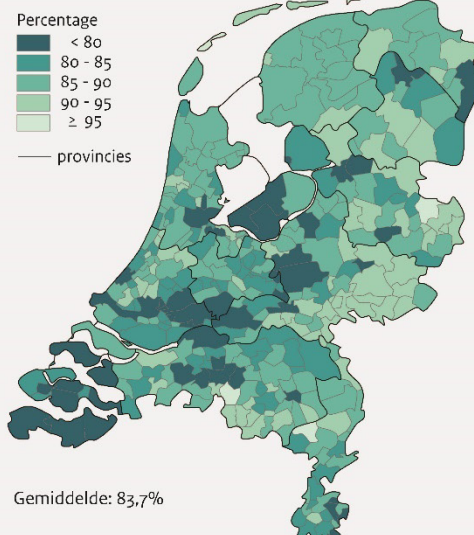 Percentage
< 80
80 - 85
85 - 90
90 - 95
≥ 95
provincies
Gemiddelde: 83,7%